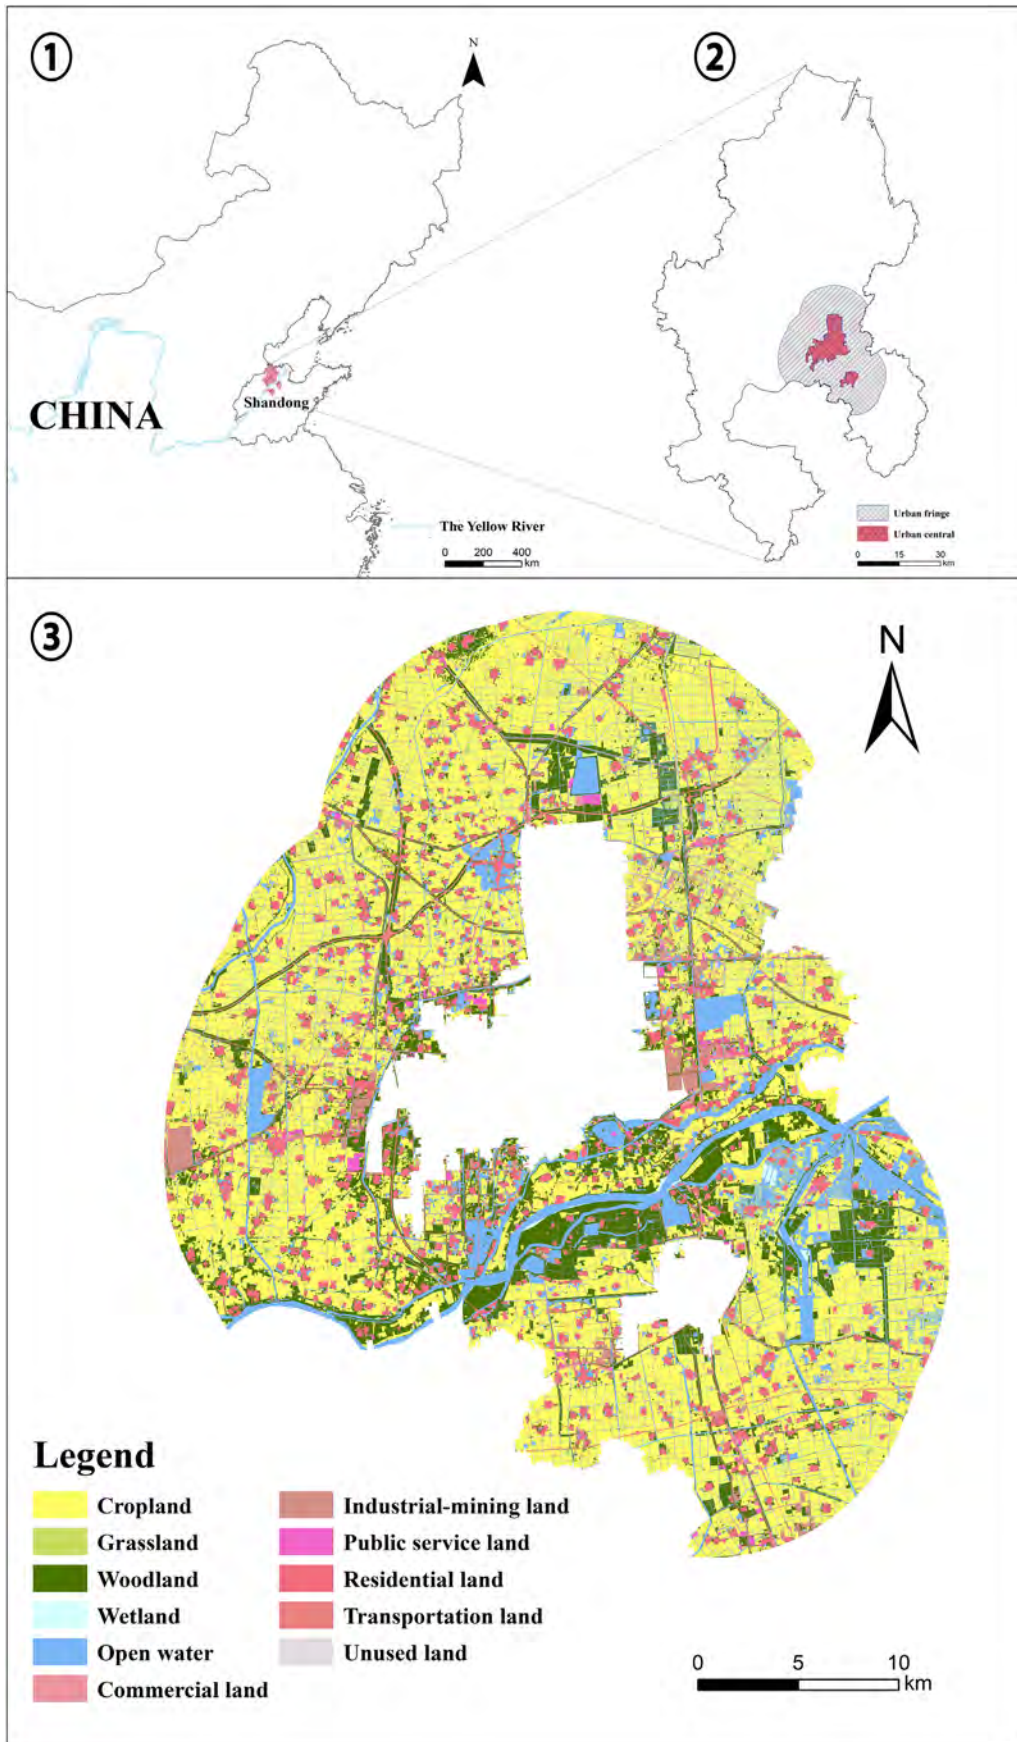 ①
N
②
CHINA
Shandong
The Yellow River
0 200 400
km
Urban fringe
Urban central
0 15 30
km
③
N
Legend
Cropland
Grassland
Woodland
Wetland
Open water
Commercial land
Industrial-mining land
Public service land
Residential land
Transportation land
Unused land
0 5 10
km